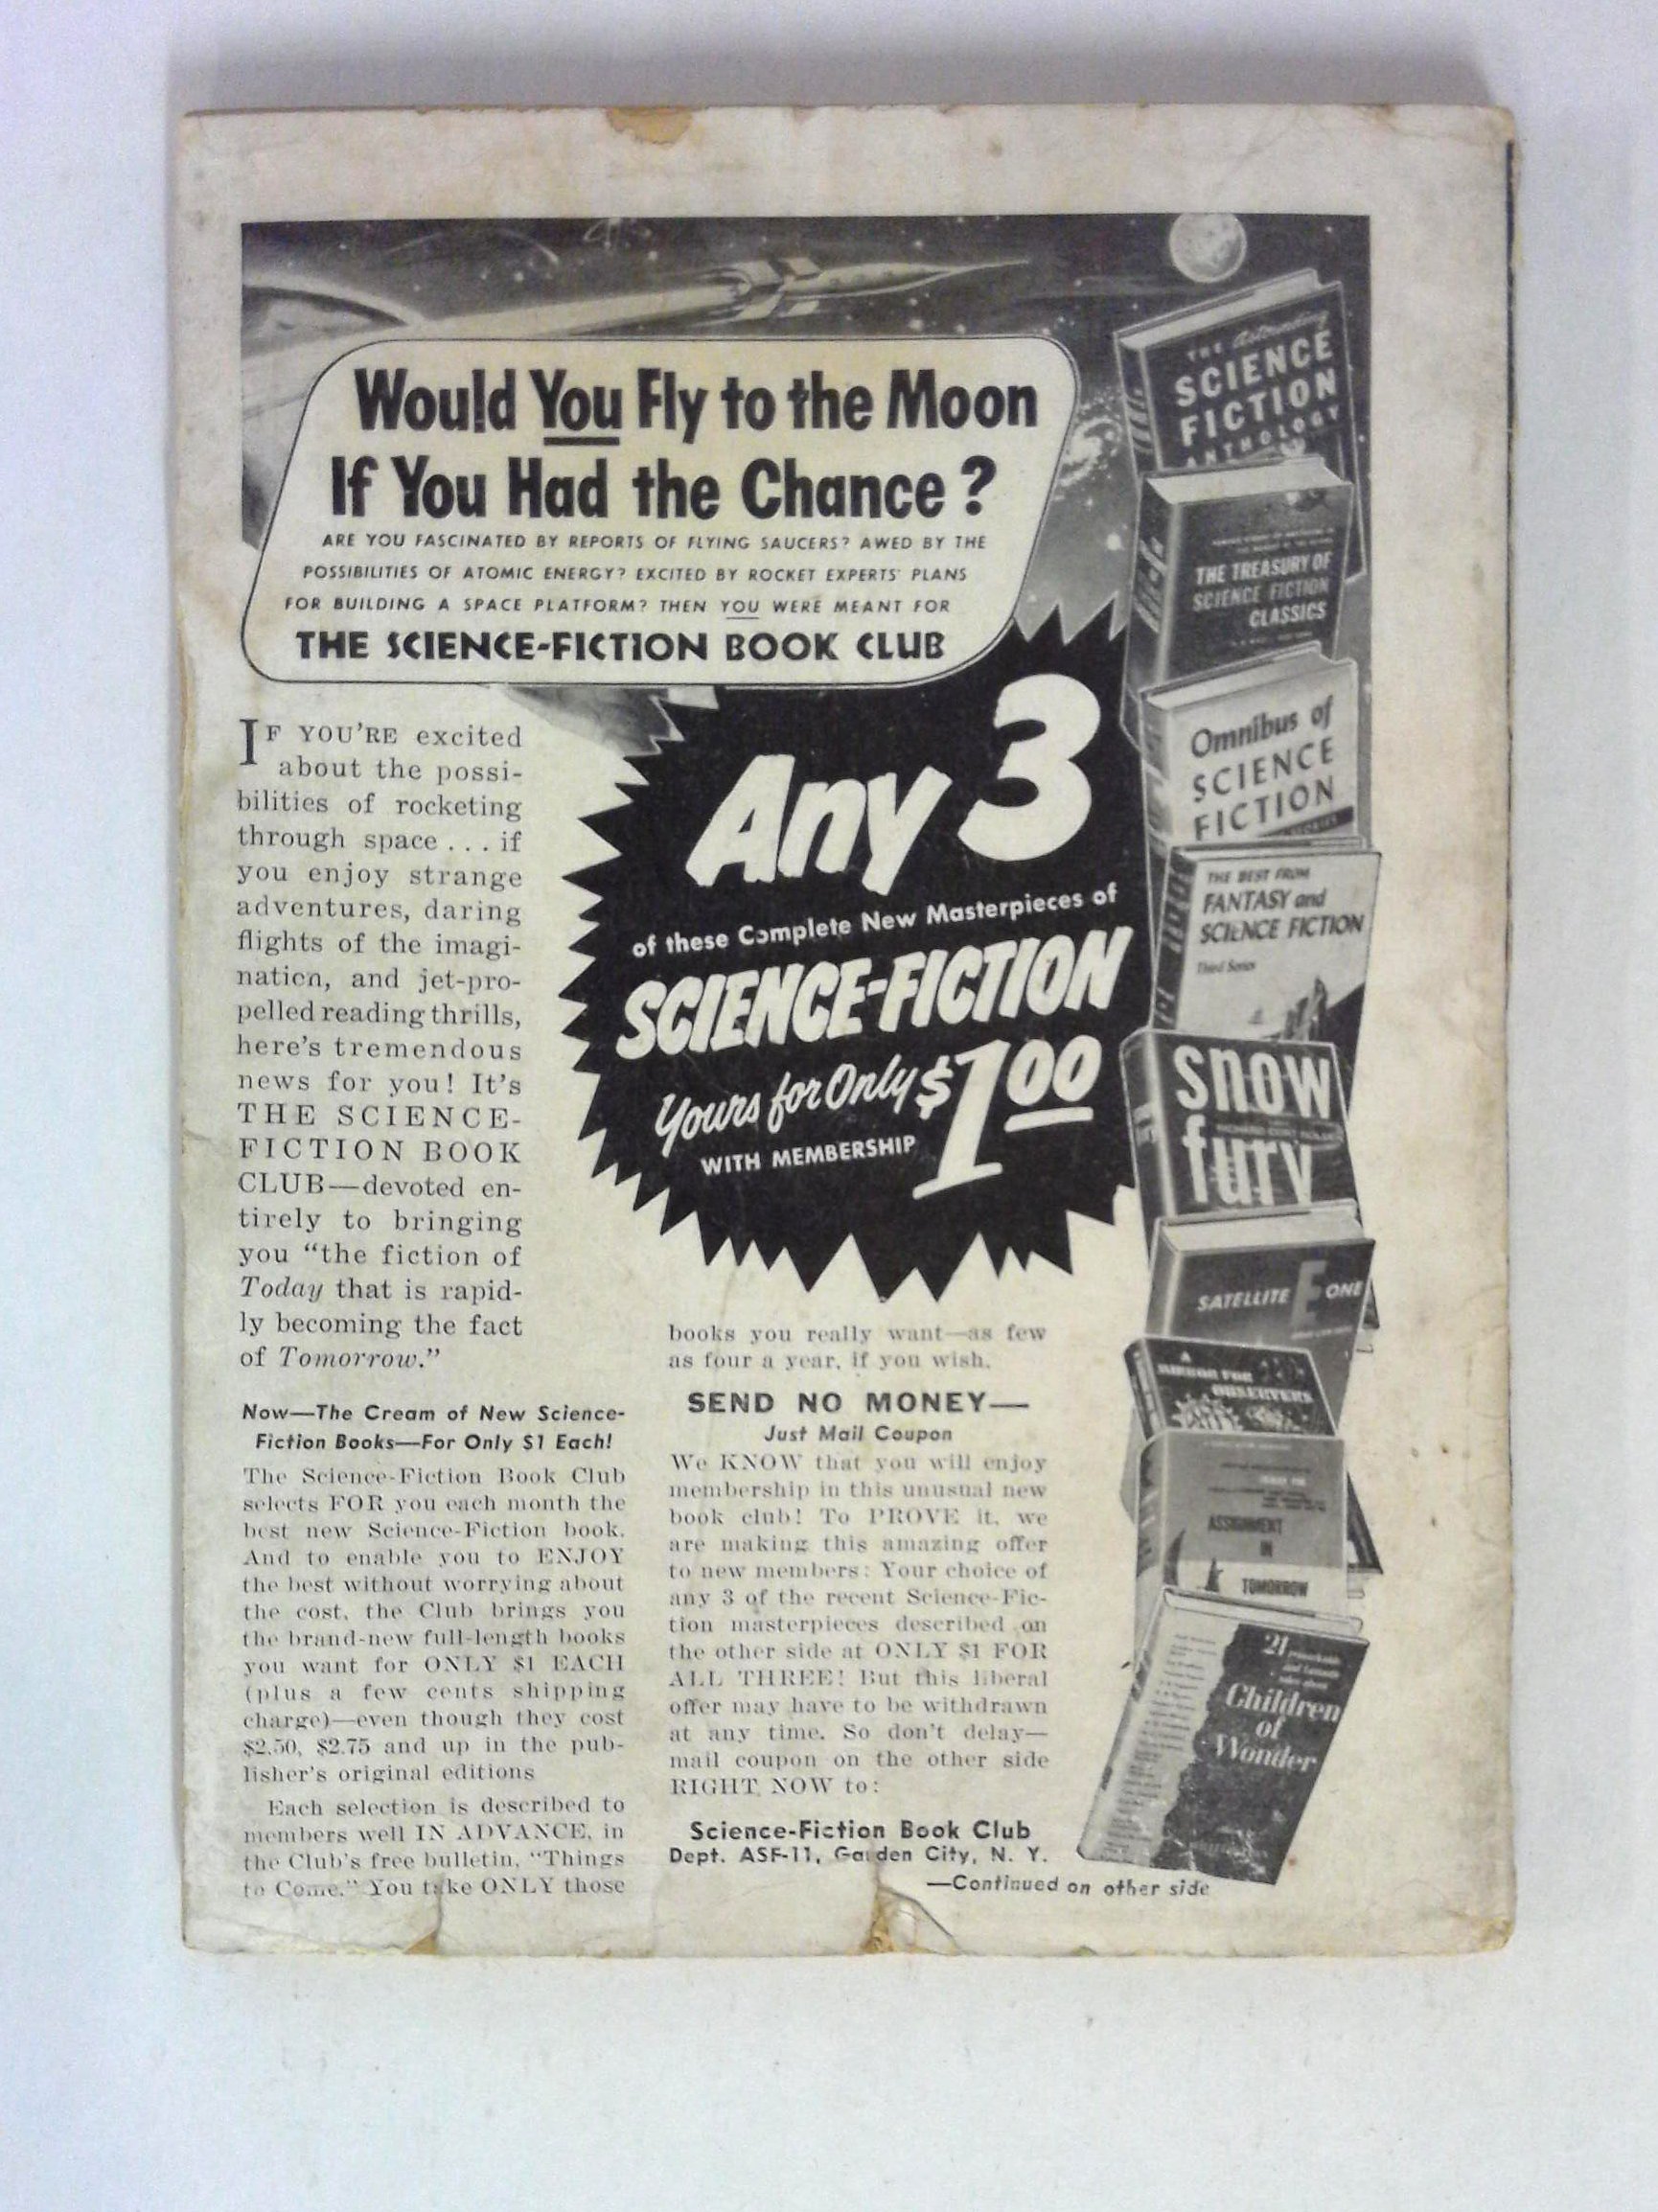 Would You Fly to the Moon
If You Had the Chance?
ARE YOU FASCINATED BY REPORTS OF FLYING SAUCERS? AWED BY THE
POSSIBILITIES OF ATOMIC ENERGY? EXCITED BY ROCKET EXPERTS' PLANS
FOR BUILDING A SPACE PLATFORM? THEN YOU WERE MEANT FOR
THE SCIENCE-FICTION BOOK CLUB
IF YOU'RE excited
about the possi-
bilities of rocketing
through space . . . if
you enjoy strange
adventures, daring
flights of the imagi-
nation, and jet-pro-
pelled reading thrills,
here's tremendous
news for you! It's
THE SCIENCE-
FICTION BOOK
CLUB—devoted en-
tirely to bringing
you "the fiction of
Today that is rapid-
ly becoming the fact
of Tomorrow."
Now—The Cream of New Science-
Fiction Books—For Only $1 Each!
The Science-Fiction Book Club
selects FOR you each month the
best new Science-Fiction book.
And to enable you to ENJOY
the best without worrying about
the cost, the Club brings you
the brand-new full-length books
you want for ONLY $1 EACH
(plus a few cents shipping
charge)—even though they cost
$2.50, $2.75 and up in the pub-
lisher's original editions
Each selection is described to
members well IN ADVANCE, in
the Club's free bulletin, "Things
to Come." You take ONLY those
Any 3
of these Complete New Masterpieces of
SCIENCE-FICTION
Yours for Only $1.00
WITH MEMBERSHIP
books you really want—as few
as four a year, if you wish.
SEND NO MONEY—
Just Mail Coupon
We KNOW that you will enjoy
membership in this unusual new
book club! To PROVE it, we
are making this amazing offer
to new members: Your choice of
any 3 of the recent Science-Fic-
tion masterpieces described on
the other side at ONLY $1 FOR
ALL THREE! But this liberal
offer may have to be withdrawn
at any time. So don't delay—
mail coupon on the other side
RIGHT NOW to:
Science-Fiction Book Club
Dept. ASF-11, Garden City, N. Y.
—Continued on other side
THE Astounding
SCIENCE
FICTION
ANTHOLOGY
THE TREASURY OF
SCIENCE FICTION
CLASSICS
Omnibus of
SCIENCE
FICTION
THE BEST FROM
FANTASY and
SCIENCE FICTION
Third Series
snow
fury
SATELLITE E ONE
A
MIRROR FOR
OBSERVERS
ASSIGNMENT
IN
TOMORROW
21
Children
of
Wonder